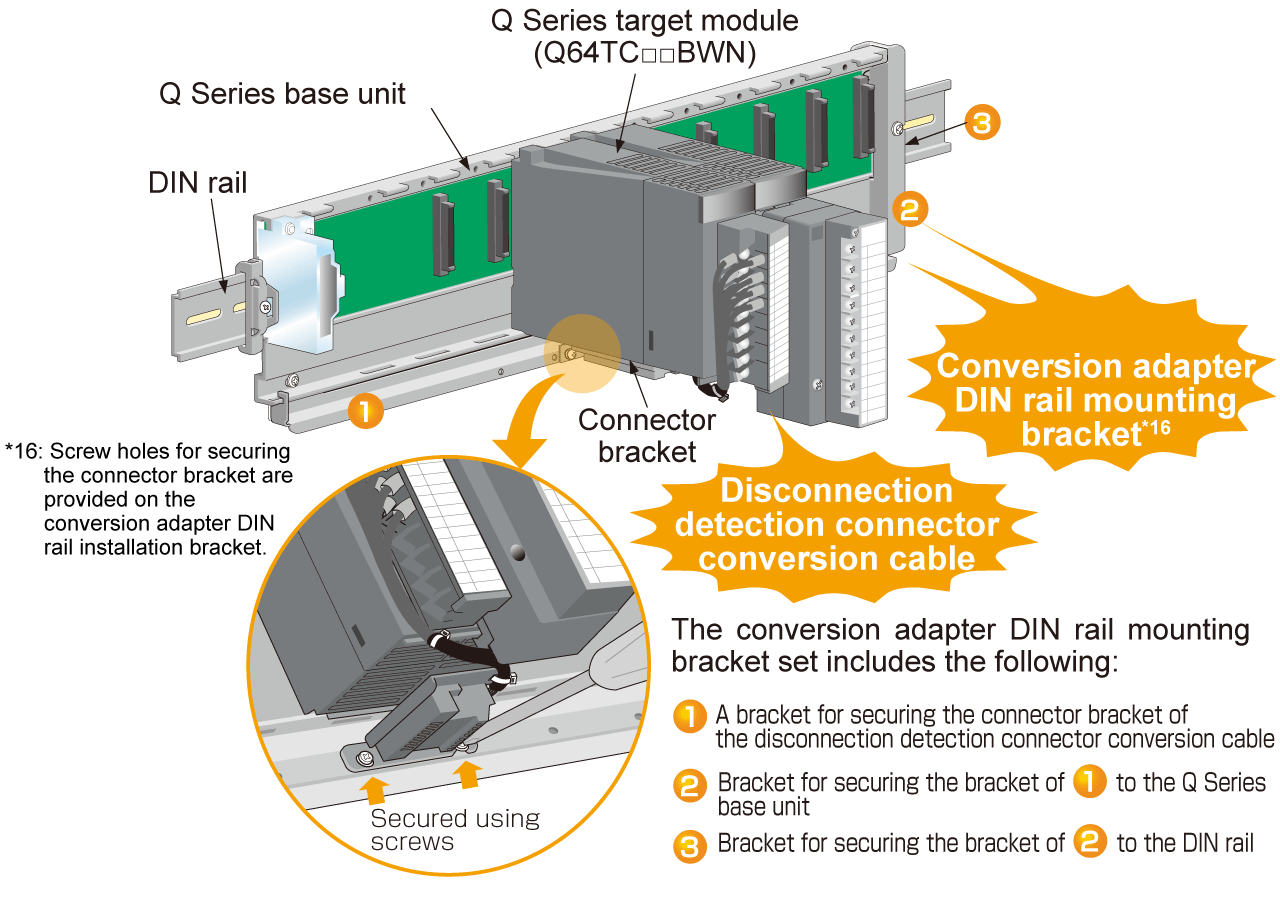 Q Series target module
(Q64TC□□BWN)
Q Series base unit
3
DIN rail
2
Conversion adapter
DIN rail mounting
bracket*16
1
Connector
bracket
*16: Screw holes for securing
the connector bracket are
provided on the
conversion adapter DIN
rail installation bracket.
Disconnection
detection connector
conversion cable
Secured using
screws
The conversion adapter DIN rail mounting
bracket set includes the following:
1 A bracket for securing the connector bracket of
the disconnection detection connector conversion cable
2 Bracket for securing the bracket of 1 to the Q Series
base unit
3 Bracket for securing the bracket of 2 to the DIN rail